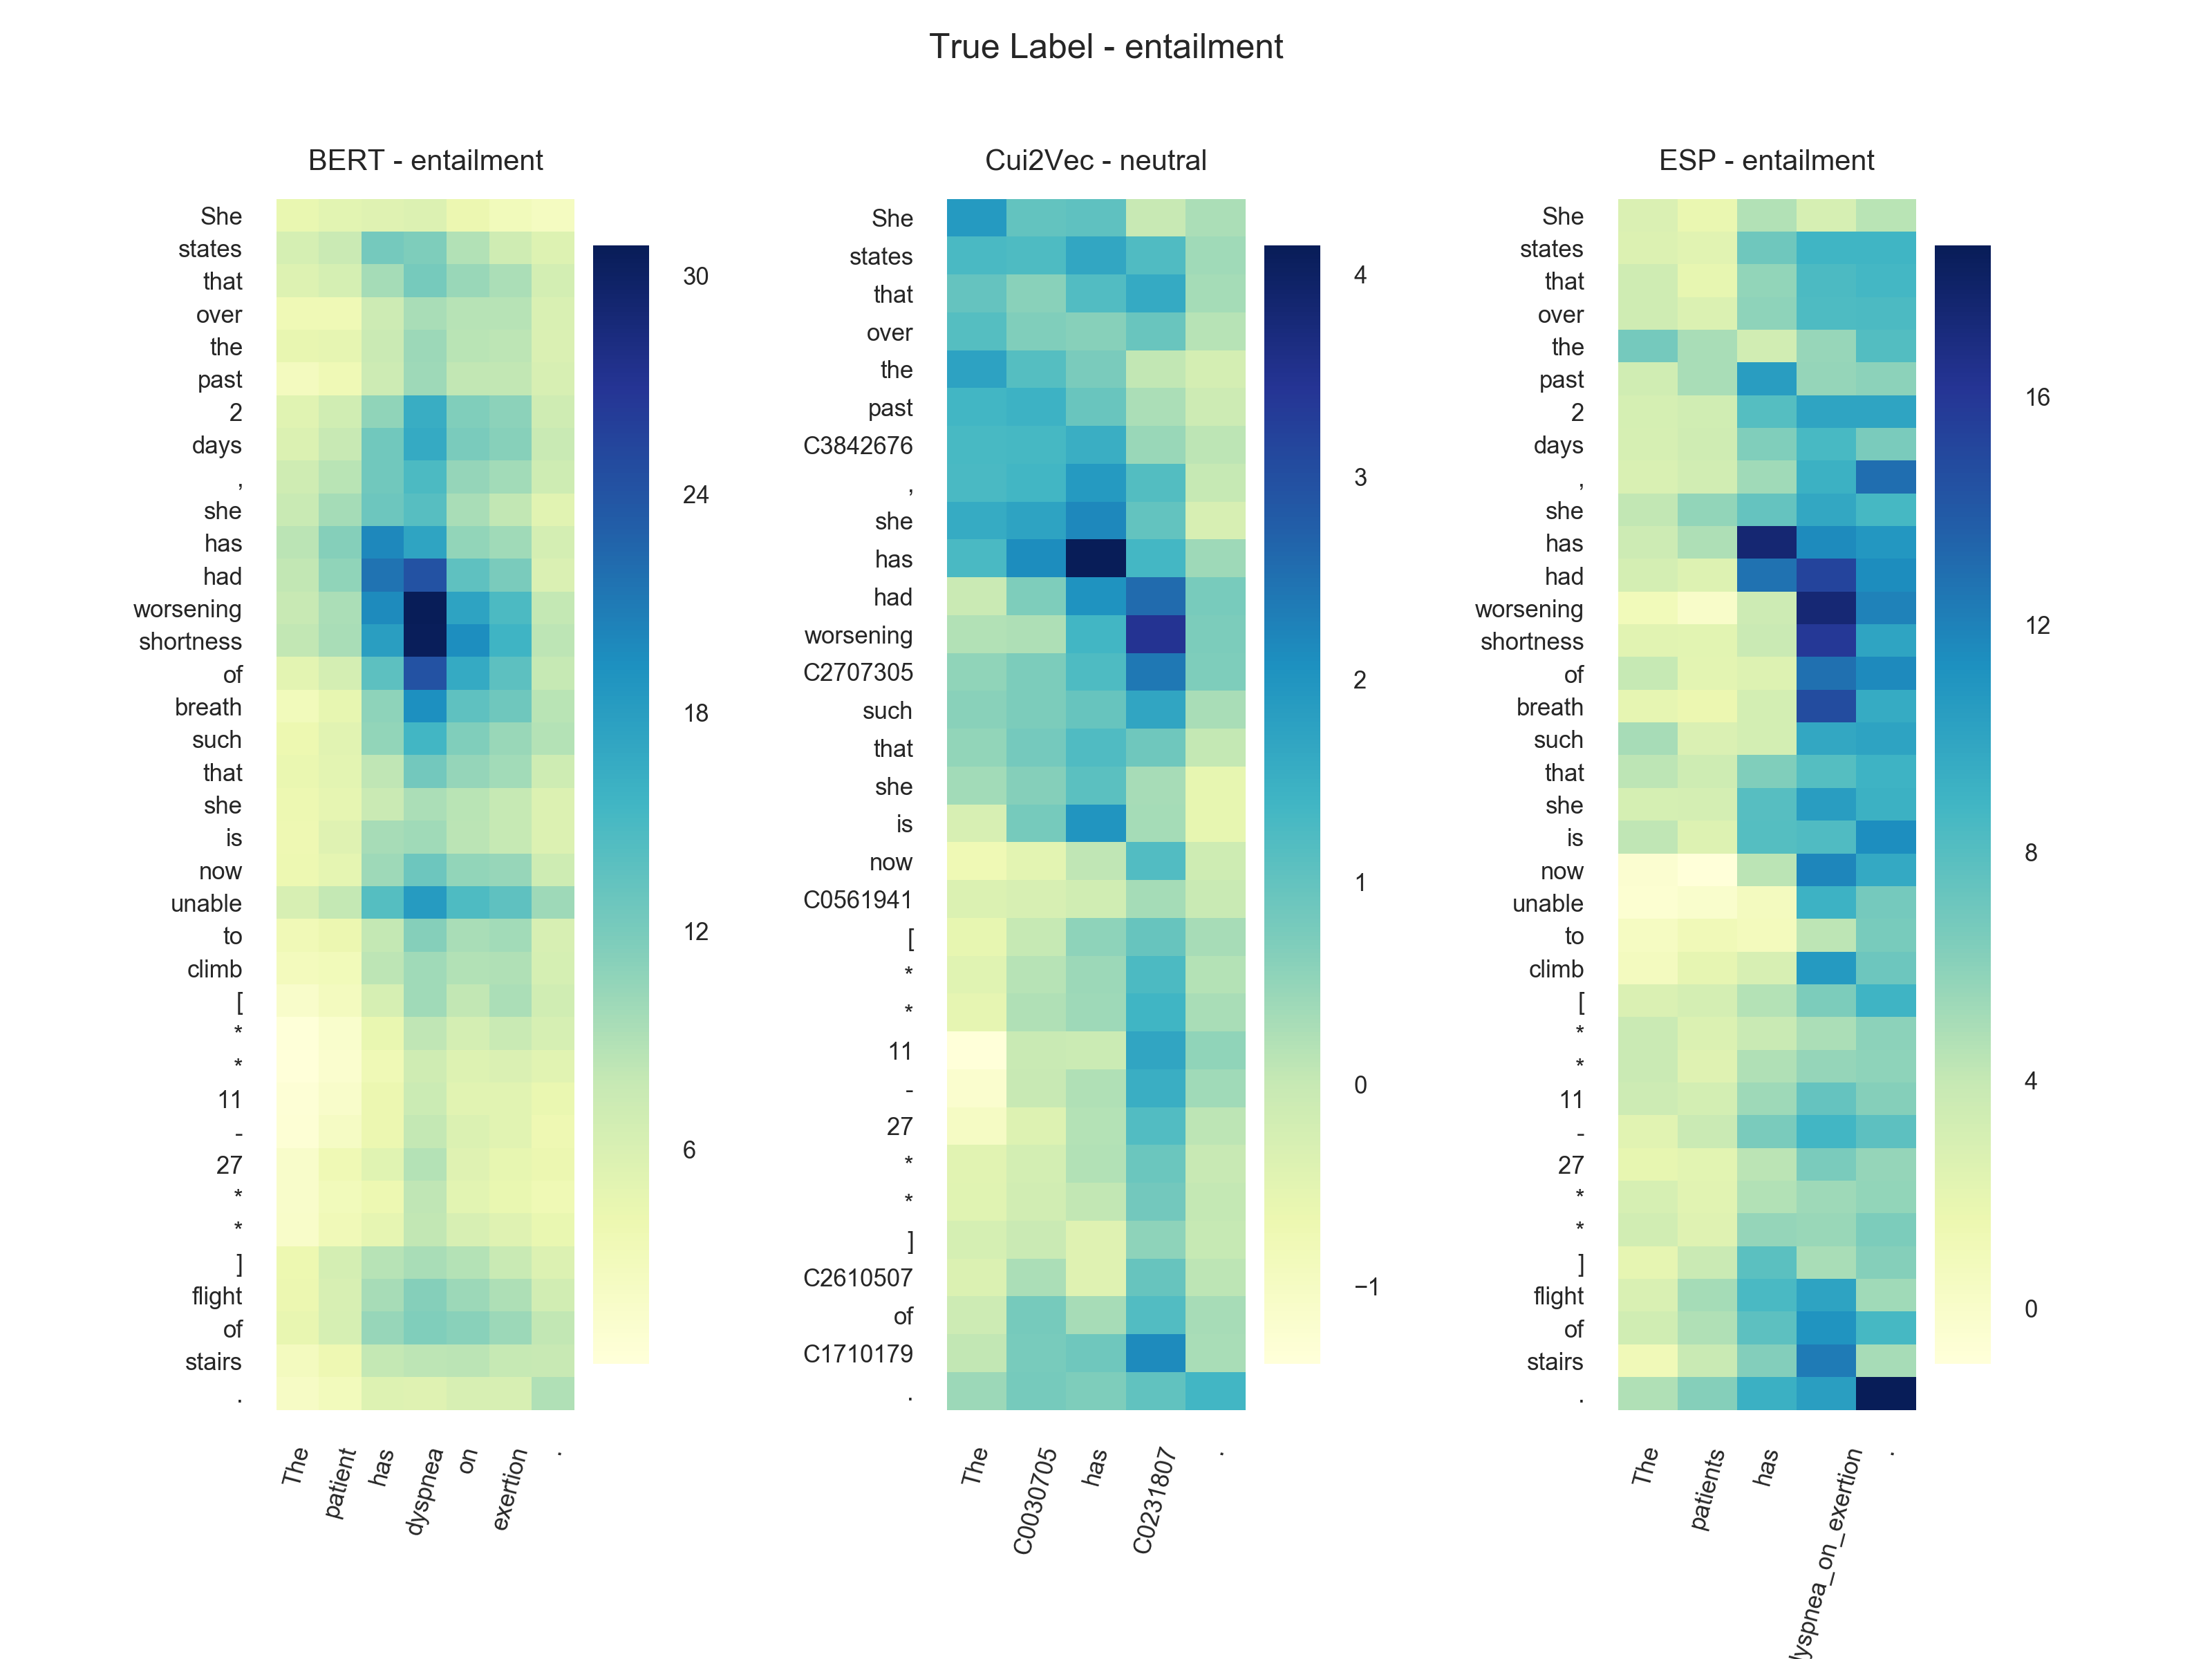 True Label - entailment
BERT - entailment
She
states
that
over
the
past
2
days
,
she
has
had
worsening
shortness
of
breath
such
that
she
is
now
unable
to
climb
[
*
*
11
-
27
*
*
]
flight
of
stairs
.
The
patient
has
dyspnea
on
exertion
.
30
24
18
12
6
Cui2Vec - neutral
She
states
that
over
the
past
C3842676
,
she
has
had
worsening
C2707305
such
that
she
is
now
C0561941
[
*
*
11
-
27
*
*
]
C2610507
of
C1710179
.
The
C0030705
has
C0231807
.
4
3
2
1
0
−1
ESP - entailment
She
states
that
over
the
past
2
days
,
she
has
had
worsening
shortness
of
breath
such
that
she
is
now
unable
to
climb
[
*
*
11
-
27
*
*
]
flight
of
stairs
.
The
patients
has
dyspnea_on_exertion
.
16
12
8
4
0